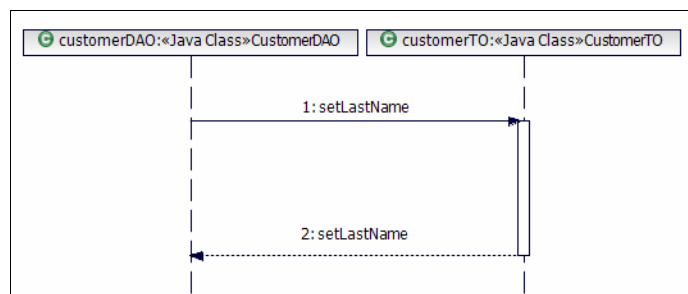 C customerDAO:«Java Class»CustomerDAO
C customerTO:«Java Class»CustomerTO
1: setLastName
2: setLastName